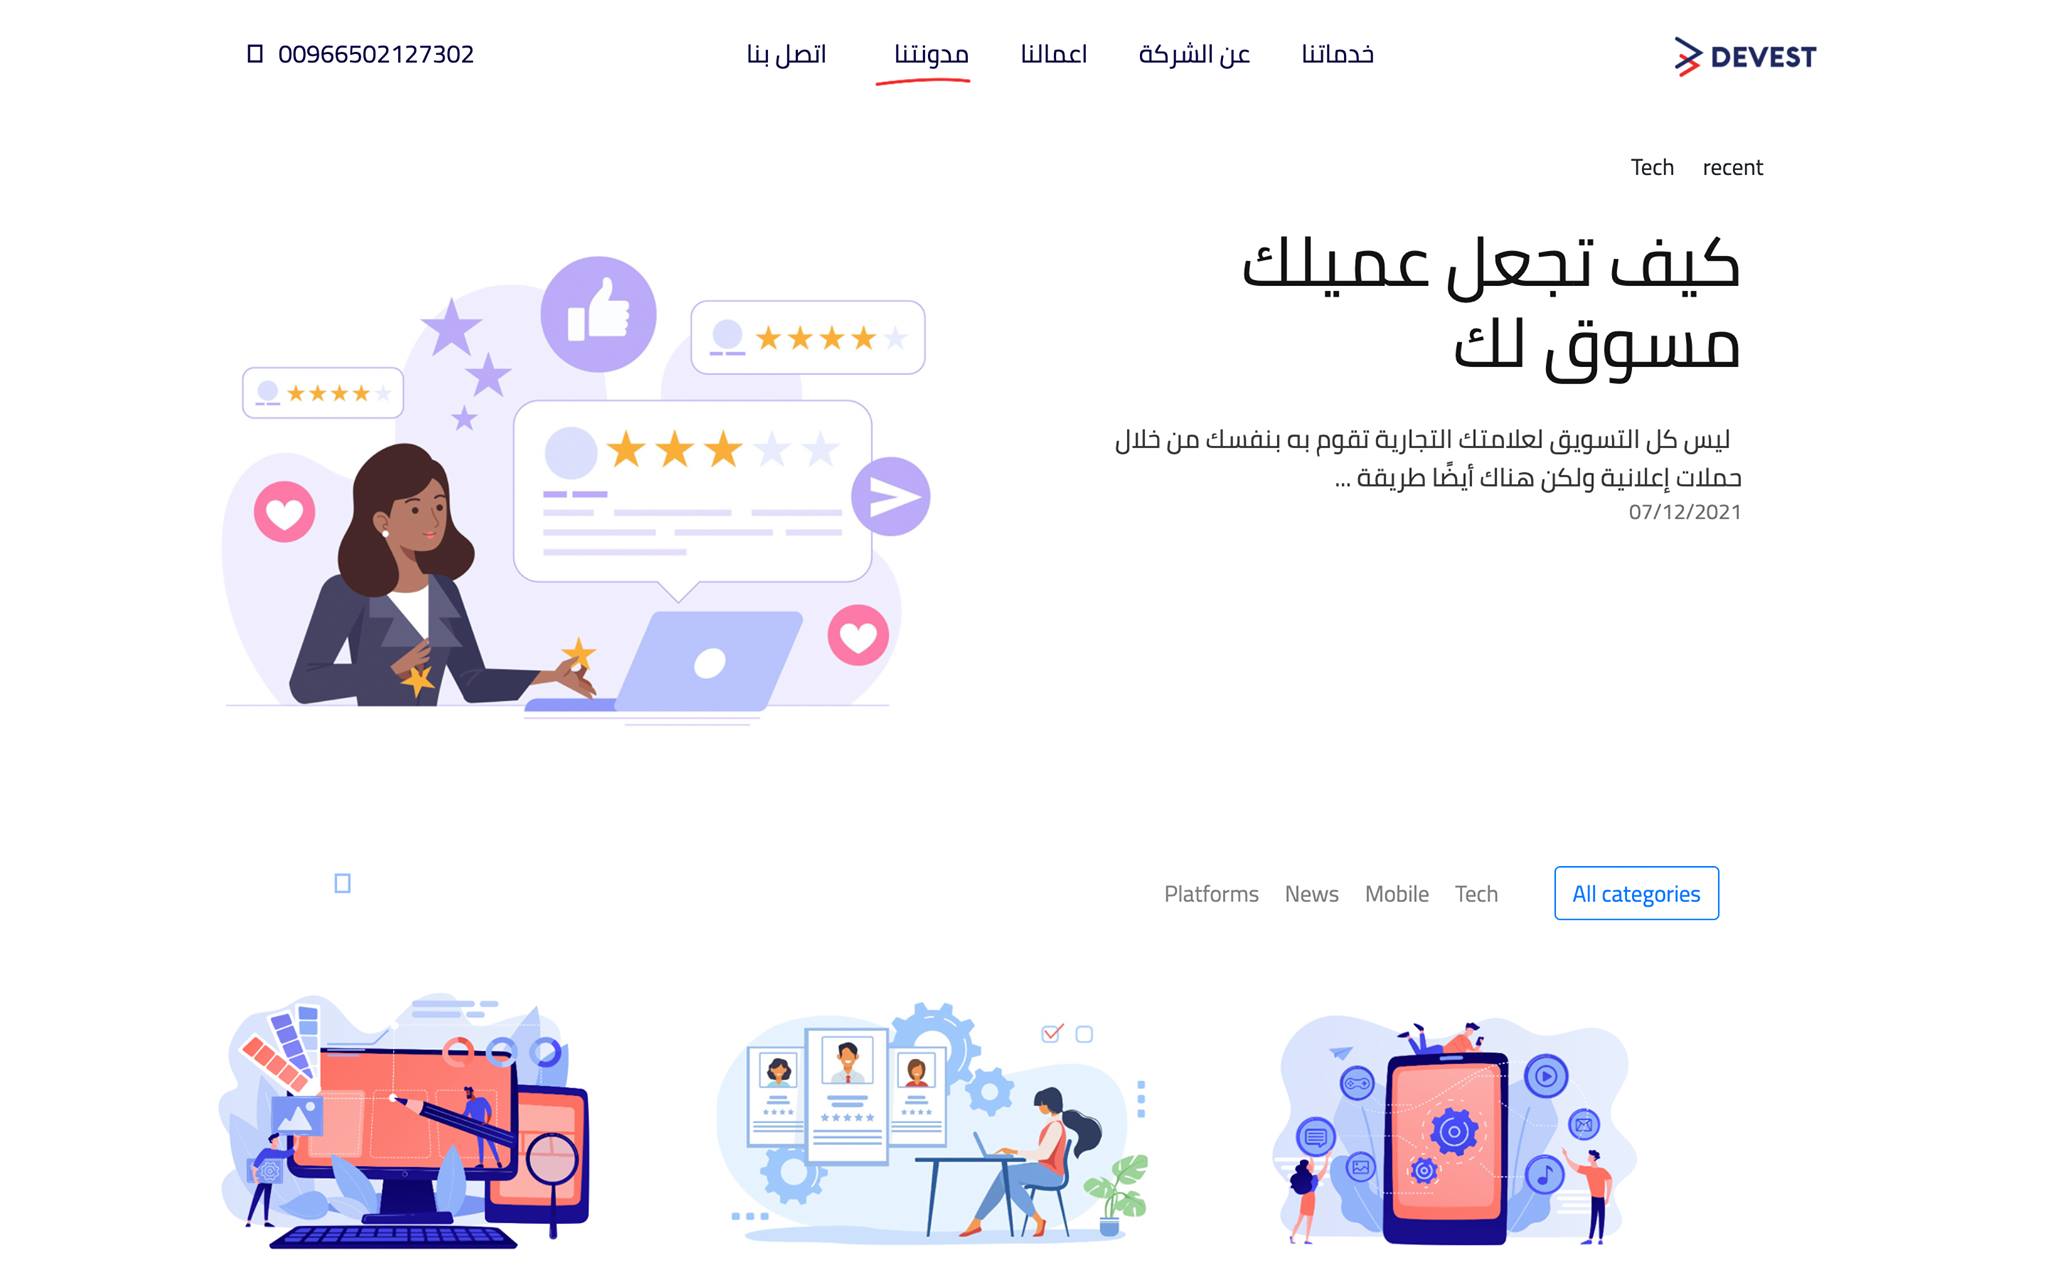 DEVEST
خدماتنا
عن الشركة
اعمالنا
مدونتنا
اتصل بنا
00966502127302
Tech recent
كيف تجعل عميلك
مسوق لك
ليس كل التسويق لعلامتك التجارية تقوم به بنفسك من خلال
حملات إعلانية ولكن هناك أيضًا طريقة ...
07/12/2021
All categories
Tech
Mobile
News
Platforms